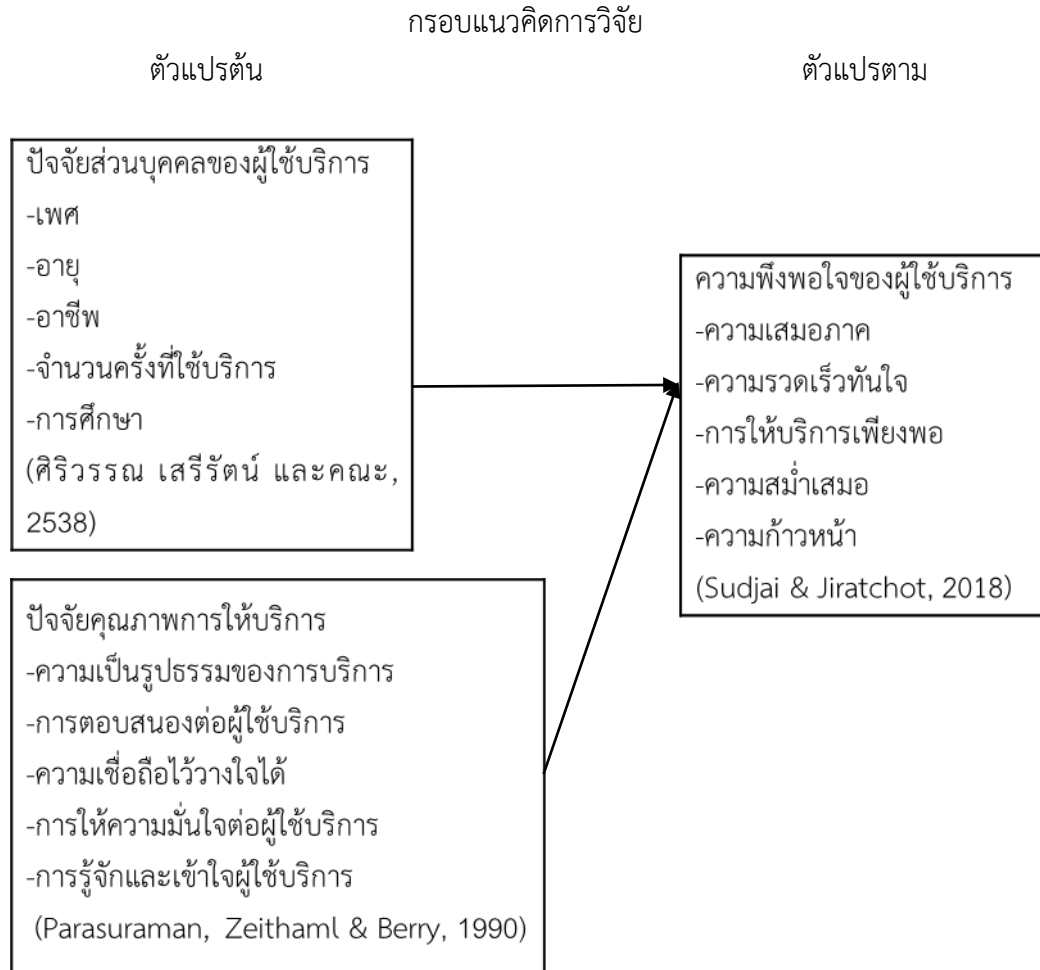 กรอบแนวคิดการวิจัย
ตัวแปรต้น
ตัวแปรตาม
ปัจจัยส่วนบุคคลของผู้ใช้บริการ
-เพศ
-อายุ
-อาชีพ
-จำนวนครั้งที่ใช้บริการ
-การศึกษา
(ศิริวรรณ เสรีรัตน์ และคณะ,
2538)
ความพึงพอใจของผู้ใช้บริการ
-ความเสมอภาค
-ความรวดเร็วทันใจ
-การให้บริการเพียงพอ
-ความสม่ำเสมอ
-ความก้าวหน้า
(Sudjai & Jiratchot, 2018)
ปัจจัยคุณภาพการให้บริการ
-ความเป็นรูปธรรมของการบริการ
-การตอบสนองต่อผู้ใช้บริการ
-ความเชื่อถือไว้วางใจได้
-การให้ความมั่นใจต่อผู้ใช้บริการ
-การรู้จักและเข้าใจผู้ใช้บริการ
(Parasuraman, Zeithaml & Berry, 1990)